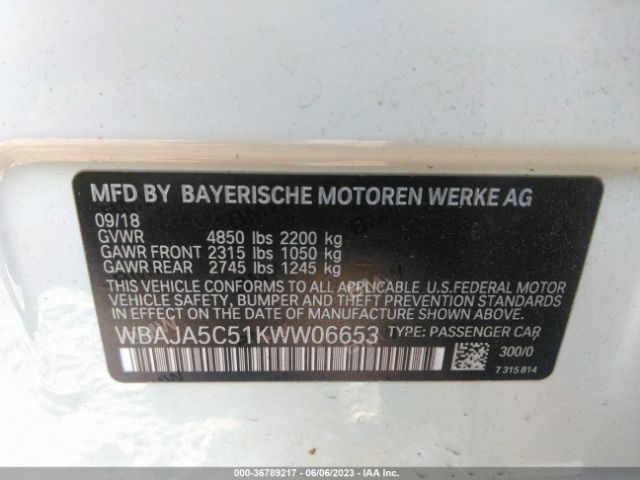 MFD BY BAYERISCHE MOTOREN WERKE AG
09/18
GVWR 4850 lbs 2200 kg
GAWR FRONT 2315 lbs 1050 kg
GAWR REAR 2745 lbs 1245 kg
THIS VEHICLE CONFORMS TO ALL APPLICABLE U.S.FEDERAL MOTOR
VEHICLE SAFETY, BUMPER AND THEFT PREVENTION STANDARDS
IN EFFECT ON THE DATE OF MANUFACTURE SHOWN ABOVE.
WBAJA5C51KWW06653 TYPE: PASSENGER CAR
300/0
7 315 814
000-36789217 - 06/06/2023 - IAA Inc.